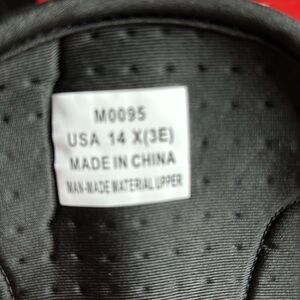 M0095
USA 14 X(3E)
MADE IN CHINA
MAN-MADE MATERIAL UPPER